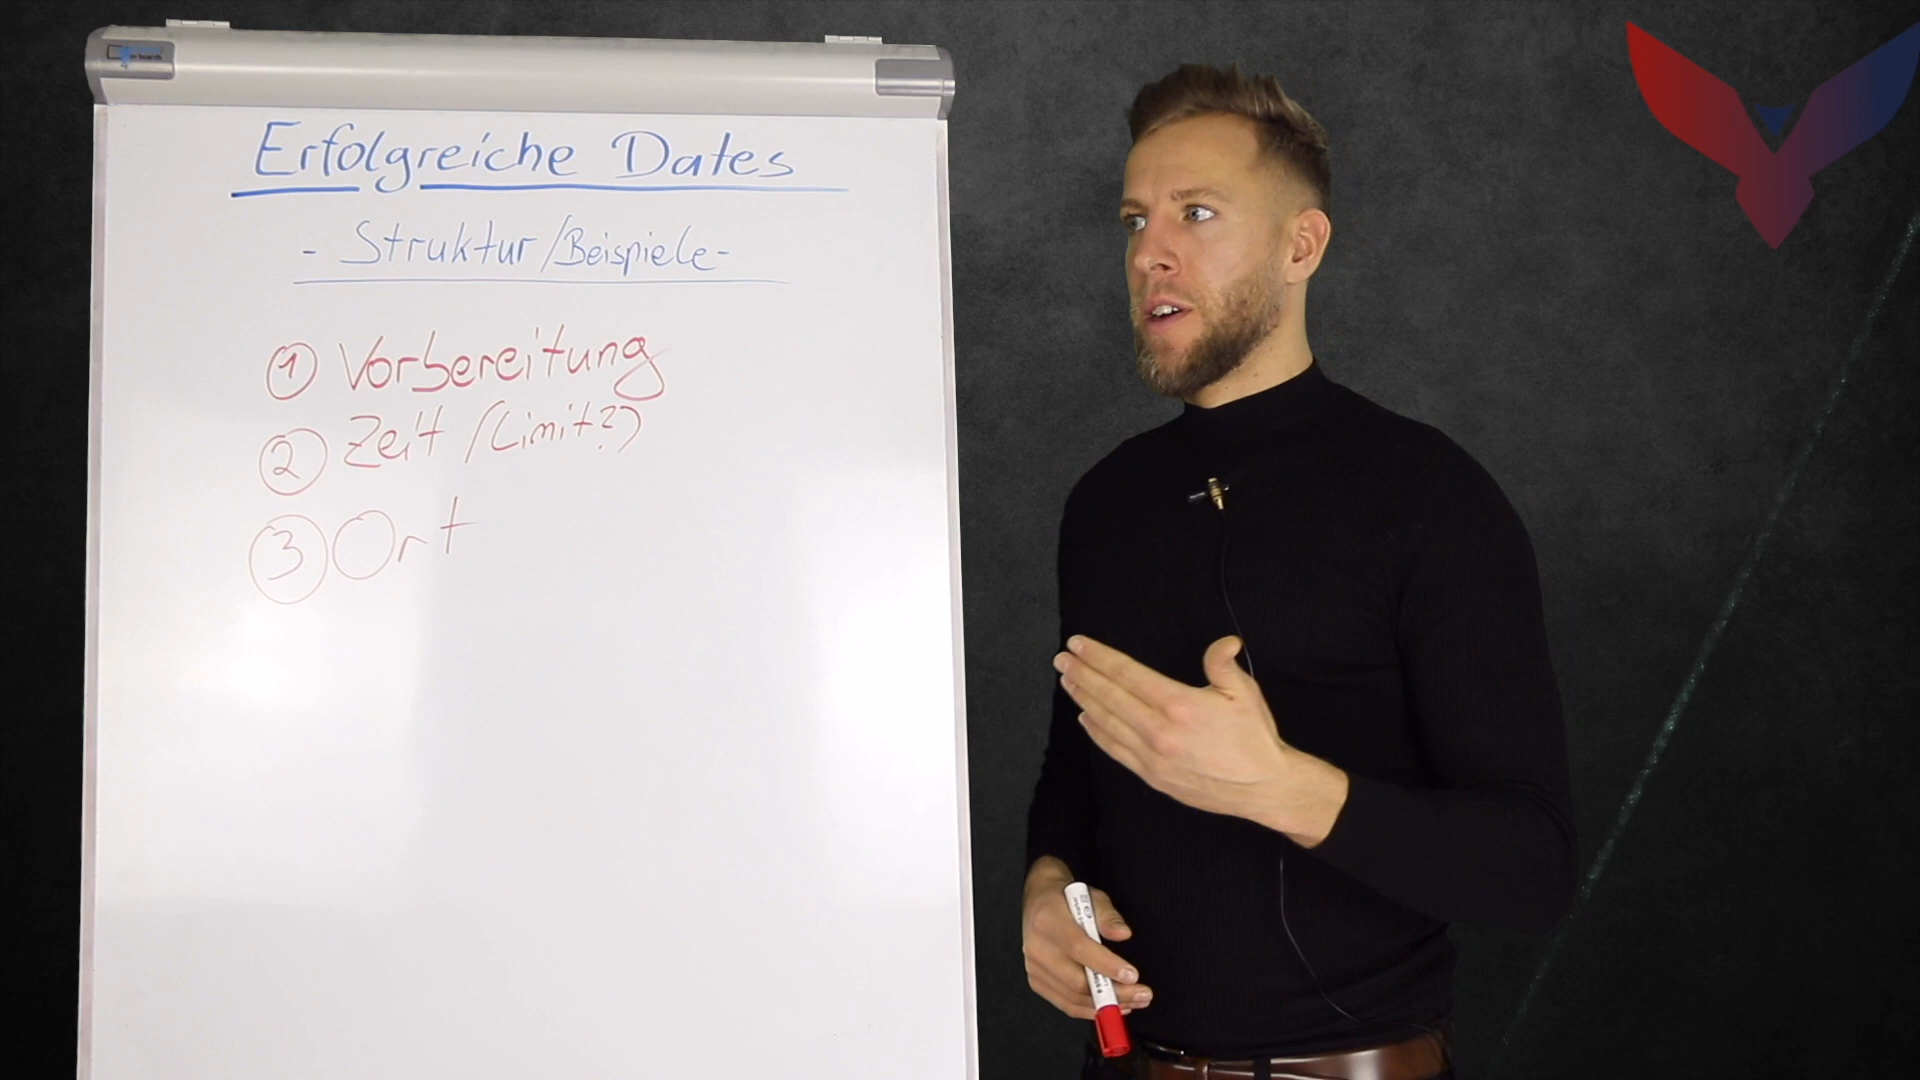 Erfolgreiche Dates
- Struktur/Beispiele-
1 Vorbereitung
2 Zeit /(Limit?)
3 Ort